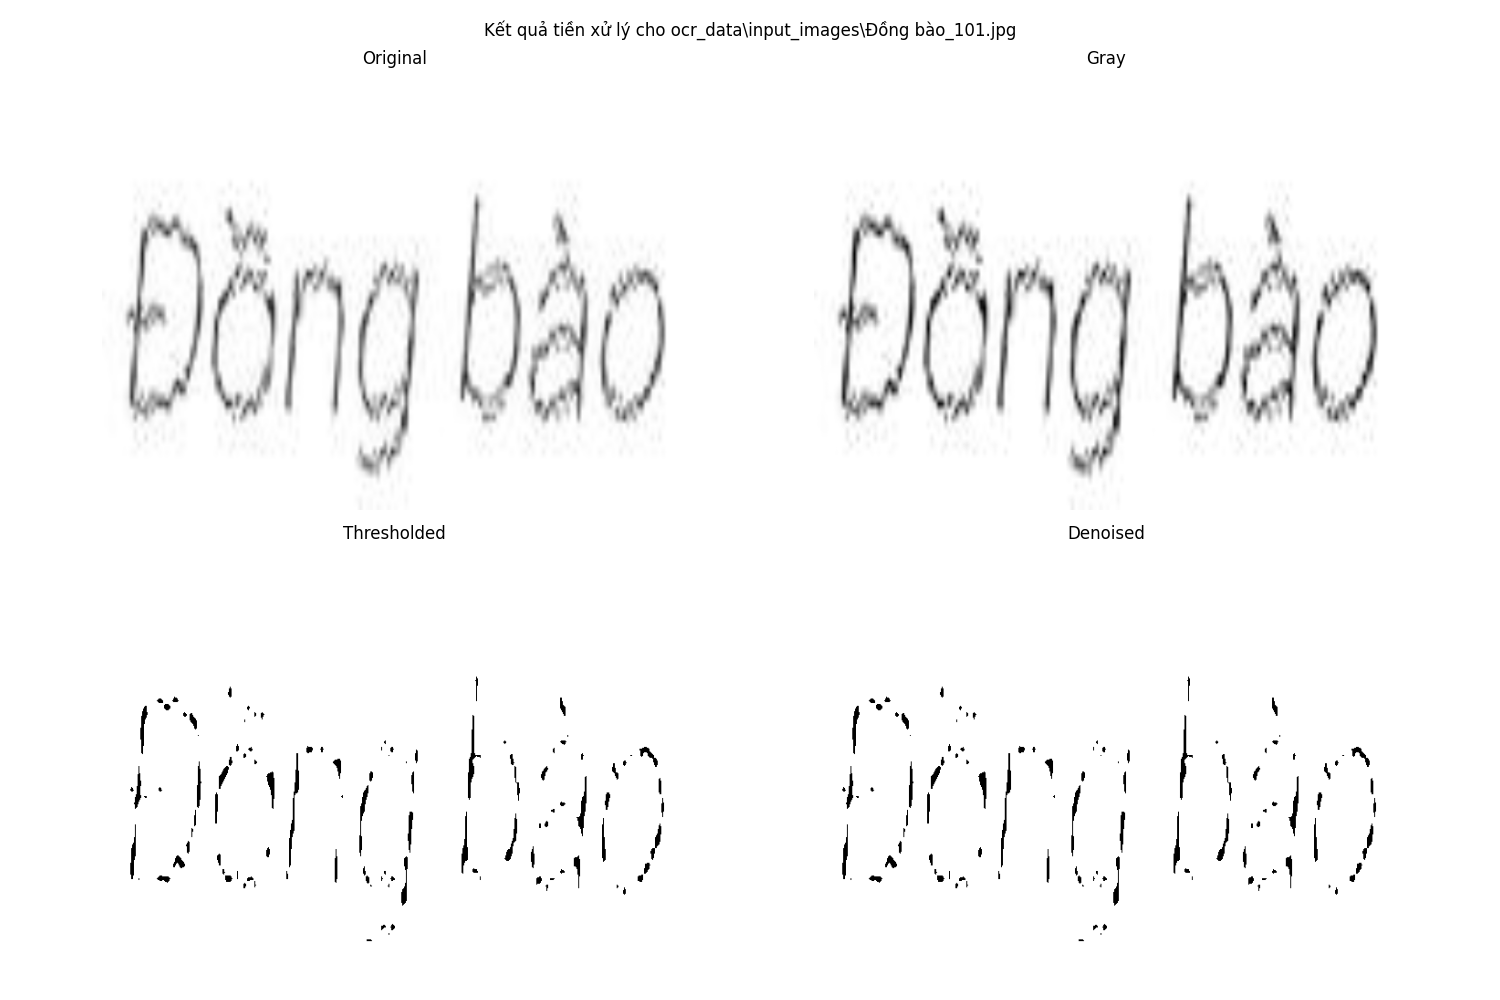 Kết quả tiền xử lý cho ocr_data\input_images\Đồng bào_101.jpg
Original
Gray
Đồng bào
Đồng bào
Thresholded
Denoised
Đồng bào
Đồng bào